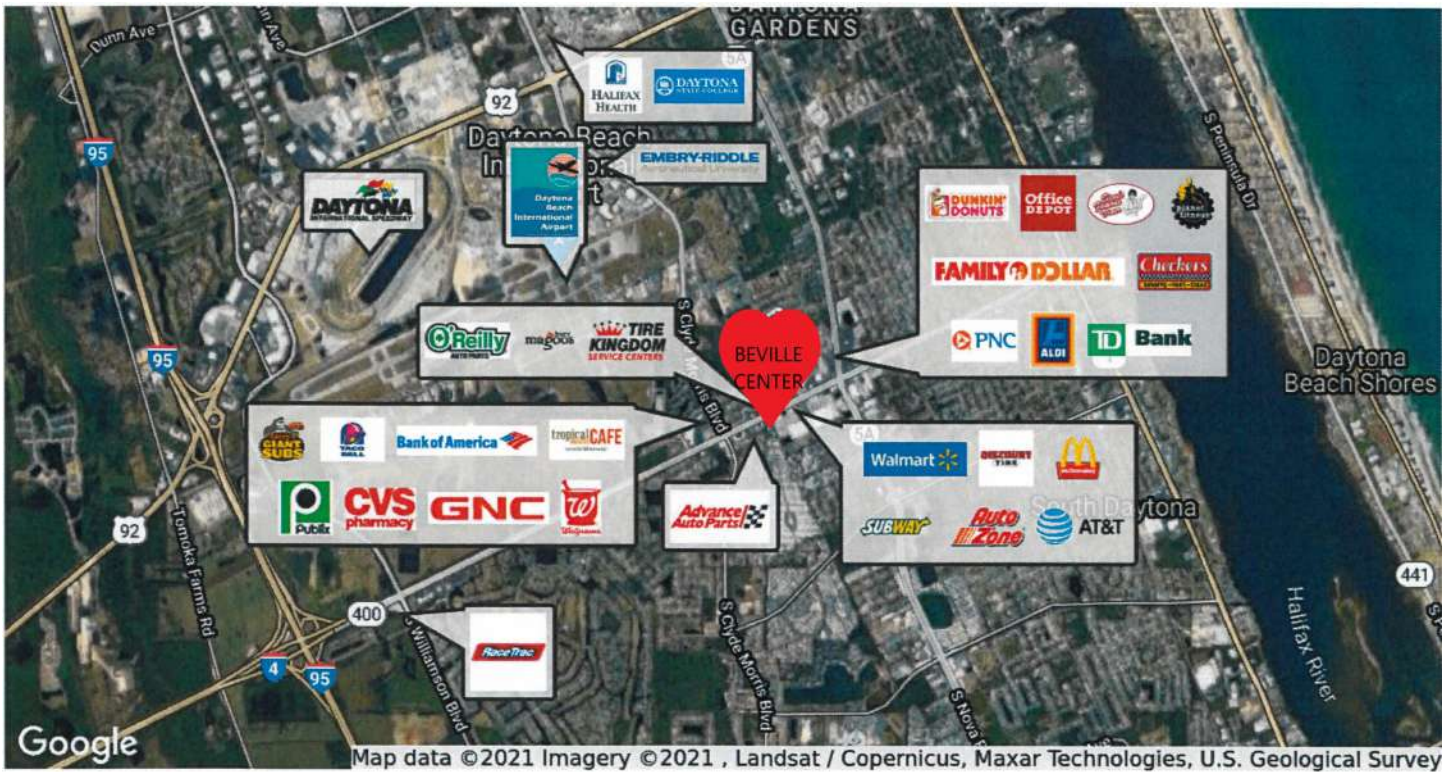 DAYTONA
GARDENS
Dunn Ave
Ave
5A
HALIFAX
HEALTH
DAYTONA
STATE COLLEGE
92
Daytona Beach
EMBRY-RIDDLE
Aeronautical University
95
DAYTONA
INTERNATIONAL SPEEDWAY
Daytona
Beach
International
Airport
S Peninsula Dr
DUNKIN'
DONUTS
Office
DEPOT
planet
fitness
FAMILY DOLLAR
Checkers
PNC
ALDI
TD Bank
S Clyde Morris Blvd
O'Reilly
AUTO PARTS
magoos
TIRE
KINGDOM
SERVICE CENTERS
BEVILLE
CENTER
95
Daytona
Beach Shores
GIANT
SUBS
TACO
BELL
Bank of America
tropical
CAFE
Publix
CVS
pharmacy
GNC
Walgreens
Advance
Auto Parts
5A
Walmart
DISCOUNT
TIRE
McDonald's
South Daytona
SUBWAY
Auto
Zone
AT&T
92
Tomoka Farms Rd
400
S Williamson Blvd
RaceTrac
4
95
S Clyde Morris Blvd
S Nova
441
Halifax River
Google
Map data ©2021 Imagery ©2021 , Landsat / Copernicus, Maxar Technologies, U.S. Geological Survey